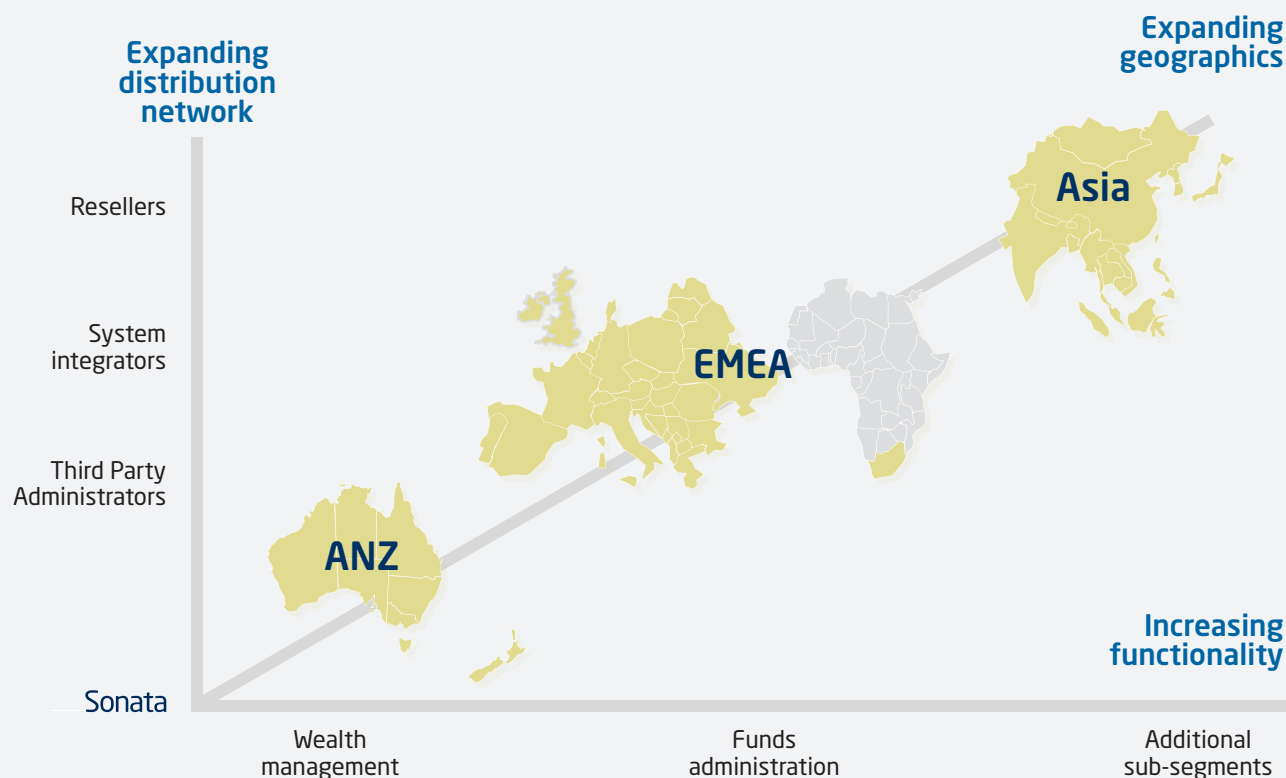 Expanding
distribution
network
Expanding
geographics
Resellers
Asia
System
integrators
EMEA
Third Party
Administrators
ANZ
Increasing
functionality
Sonata
Wealth
management
Funds
administration
Additional
sub-segments